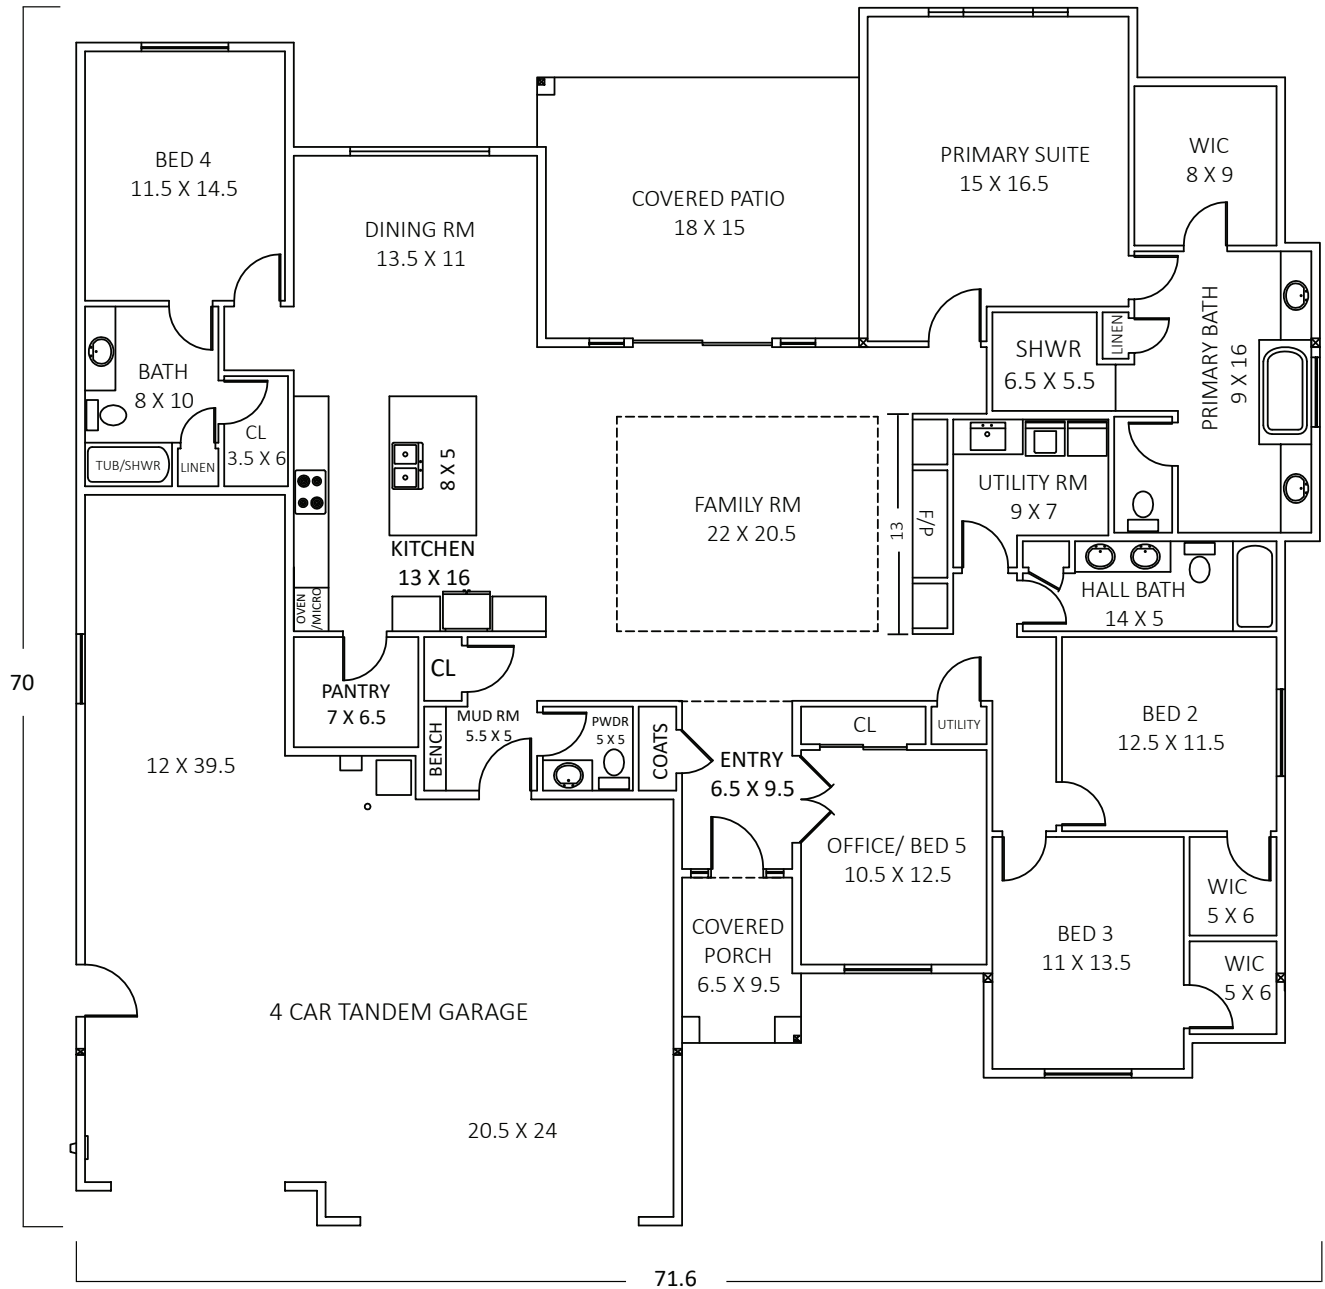 BED 4
11.5 X 14.5
DINING RM
13.5 X 11
COVERED PATIO
18 X 15
PRIMARY SUITE
15 X 16.5
WIC
8 X 9
BATH
8 X 10
TUB/SHWR
LINEN
CL
3.5 X 6
8 X 5
KITCHEN
13 X 16
OVEN
/MICRO
FAMILY RM
22 X 20.5
13
F/P
SHWR
6.5 X 5.5
LINEN
PRIMARY BATH
9 X 16
UTILITY RM
9 X 7
HALL BATH
14 X 5
70
PANTRY
7 X 6.5
CL
BENCH
MUD RM
5.5 X 5
PWDR
5 X 5
COATS
ENTRY
6.5 X 9.5
CL
UTILITY
BED 2
12.5 X 11.5
12 X 39.5
OFFICE/ BED 5
10.5 X 12.5
WIC
5 X 6
COVERED
PORCH
6.5 X 9.5
BED 3
11 X 13.5
WIC
5 X 6
4 CAR TANDEM GARAGE
20.5 X 24
71.6